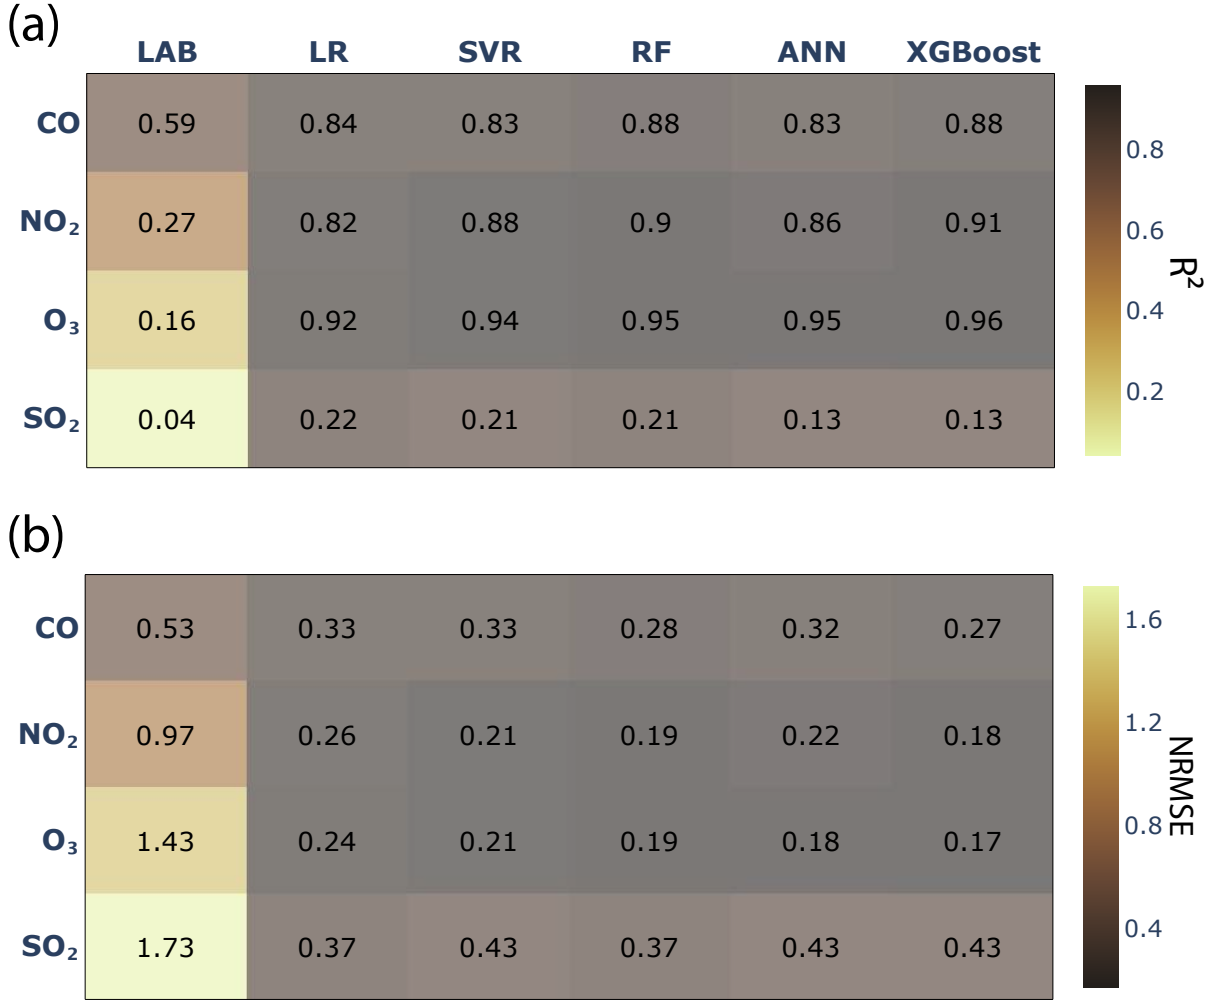 (a)
LAB LR SVR RF ANN XGBoost
CO 0.59 0.84 0.83 0.88 0.83 0.88
NO₂ 0.27 0.82 0.88 0.9 0.86 0.91
O₃ 0.16 0.92 0.94 0.95 0.95 0.96
SO₂ 0.04 0.22 0.21 0.21 0.13 0.13
0.8
0.6
0.4
0.2
R²
(b)
CO 0.53 0.33 0.33 0.28 0.32 0.27
NO₂ 0.97 0.26 0.21 0.19 0.22 0.18
O₃ 1.43 0.24 0.21 0.19 0.18 0.17
SO₂ 1.73 0.37 0.43 0.37 0.43 0.43
1.6
1.2
0.8
0.4
NRMSE